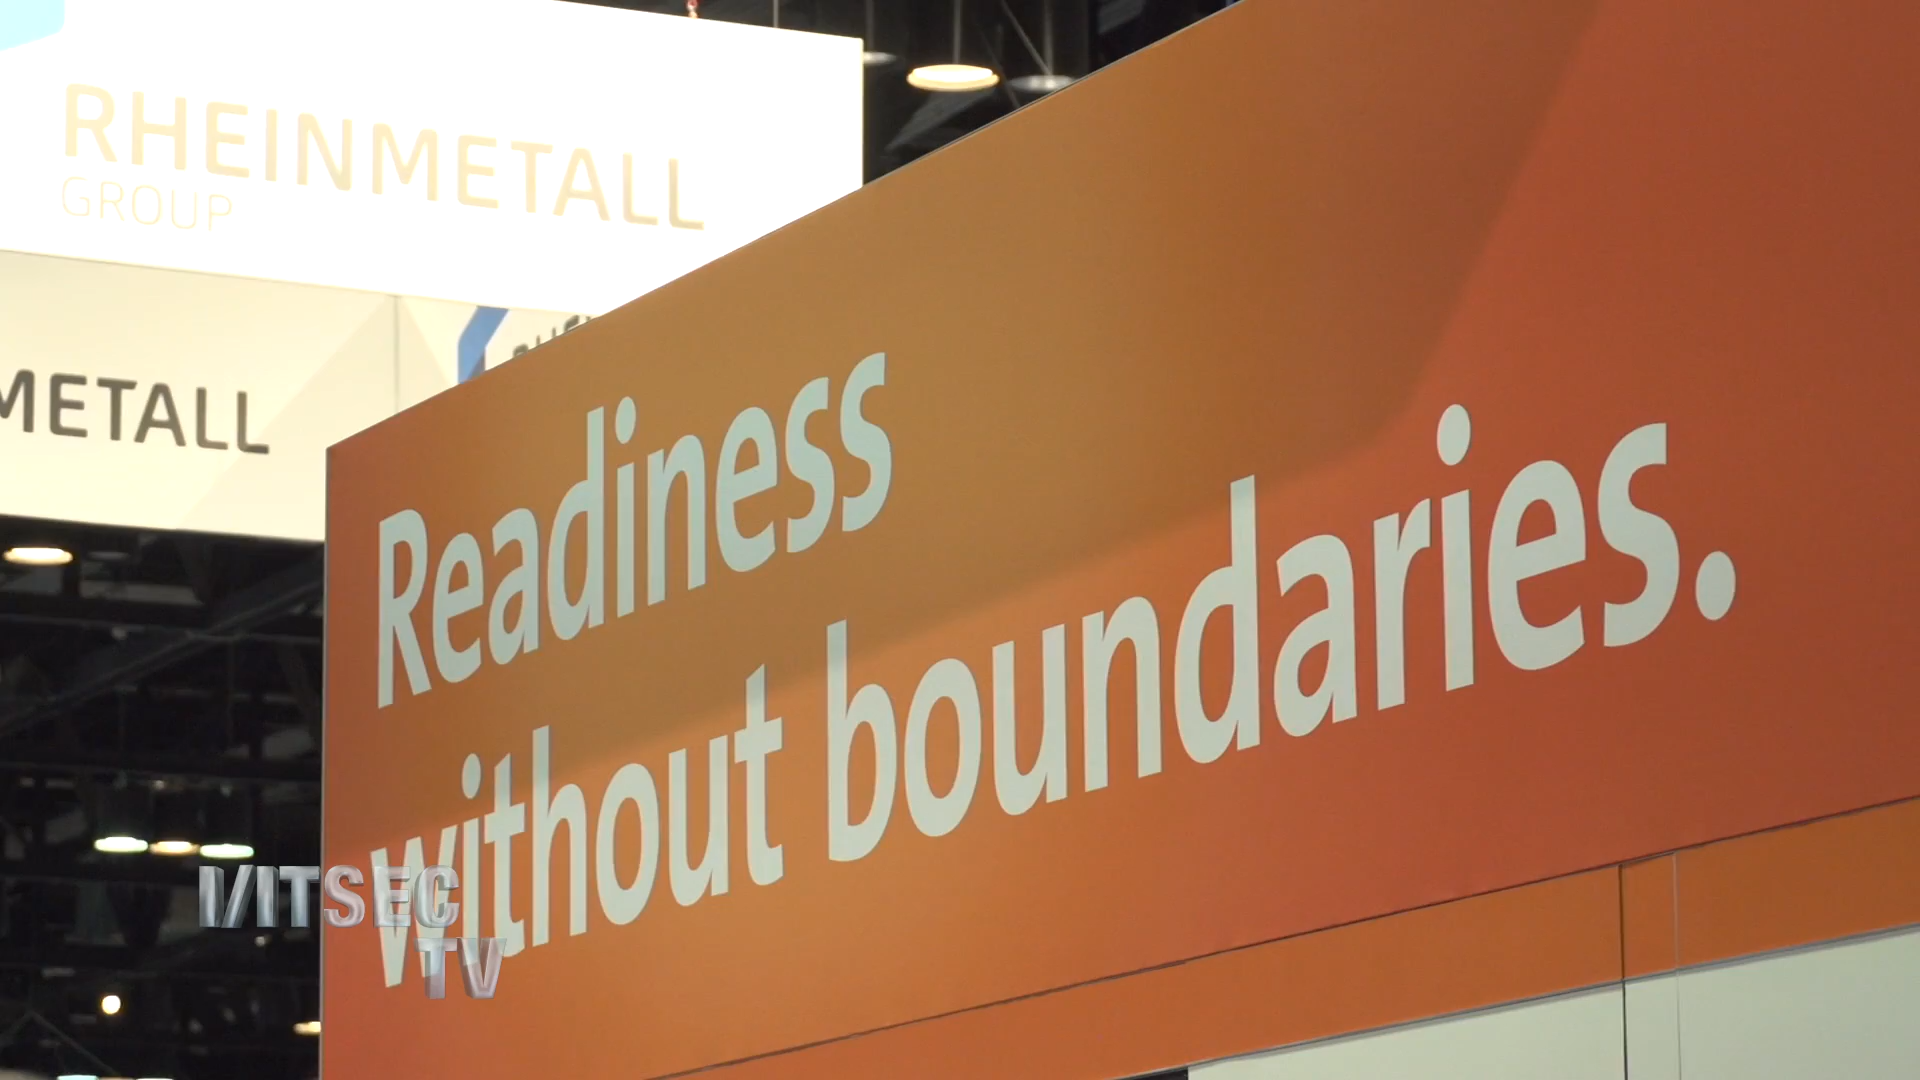 RHEINMETALL
GROUP
METALL
Readiness
without boundaries.
I/ITSEC
TV